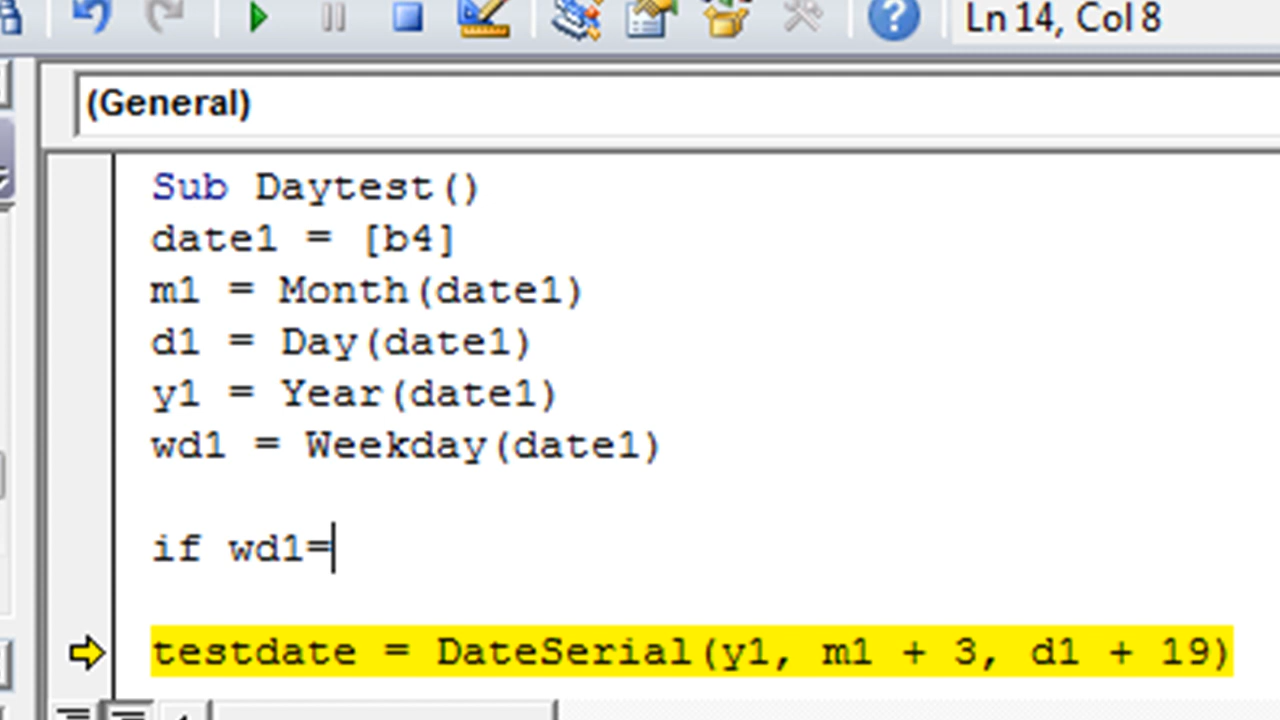 Ln 14, Col 8
(General)
Sub Daytest()
date1 = [b4]
m1 = Month(date1)
d1 = Day(date1)
y1 = Year(date1)
wd1 = Weekday(date1)
if wd1=
testdate = DateSerial(y1, m1 + 3, d1 + 19)